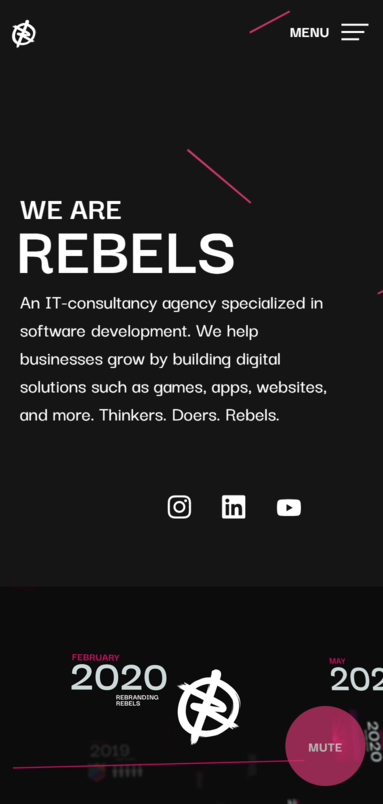 MENU
WE ARE
REBELS
An IT-consultancy agency specialized in
software development. We help
businesses grow by building digital
solutions such as games, apps, websites,
and more. Thinkers. Doers. Rebels.
FEBRUARY
2020
REBRANDING
REBELS
MAY
202
2019
2020
MUTE